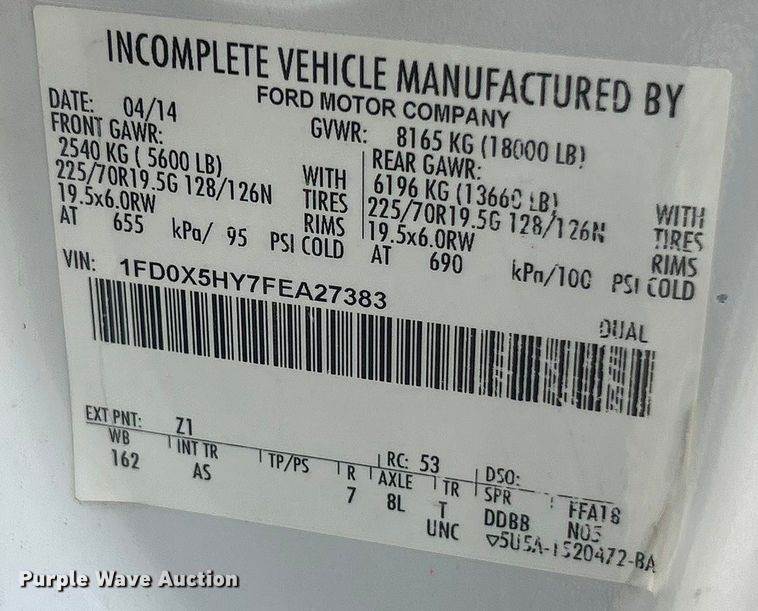 INCOMPLETE VEHICLE MANUFACTURED BY
FORD MOTOR COMPANY
DATE: 04/14 GVWR: 8165 KG (18000 LB)
FRONT GAWR: REAR GAWR:
2540 KG ( 5600 LB) WITH 6196 KG (13660 LB) WITH
225/70R19.5G 128/126N TIRES 225/70R19.5G 128/126N TIRES
19.5x6.0RW RIMS 19.5x6.0RW RIMS
AT 655 kPa/ 95 PSI COLD AT 690 kPa/100 PSI COLD
VIN: 1FD0X5HY7FEA27383
DUAL
EXT PNT: Z1 RC: 53 DSO:
WB INT TR TP/PS R AXLE TR SPR FFA18
162 AS 7 8L T DDBB N05
UNC ▽5U5A-1520472-BA
Purple Wave Auction